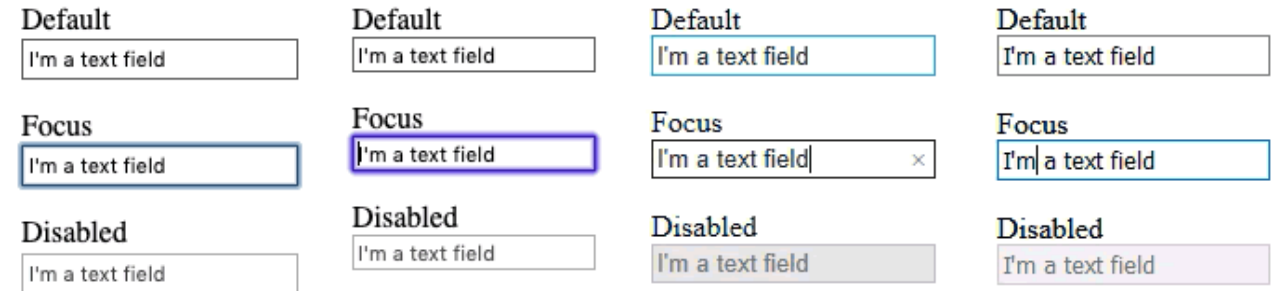 Default
I'm a text field
Focus
I'm a text field
Disabled
I'm a text field
Default
I'm a text field
Focus
I'm a text field
Disabled
I'm a text field
Default
I'm a text field
Focus
I'm a text field ×
Disabled
I'm a text field
Default
I'm a text field
Focus
I'm a text field
Disabled
I'm a text field